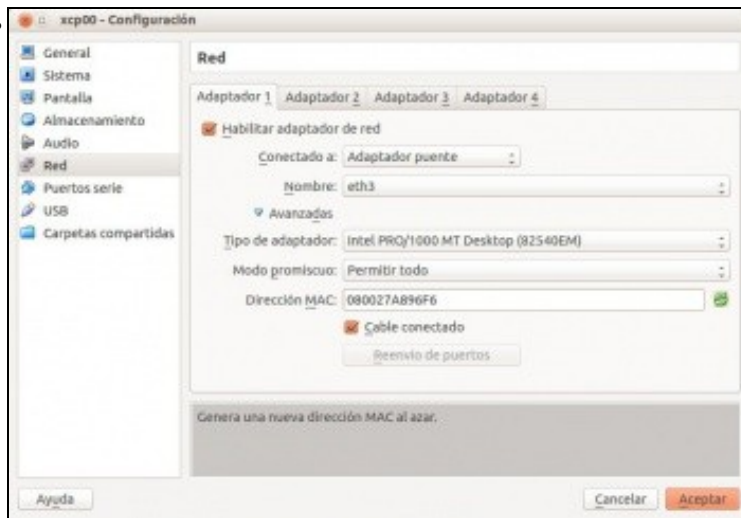 xcp00 - Configuración
General
Sistema
Pantalla
Almacenamiento
Audio
Red
Puertos serie
USB
Carpetas compartidas
Red
Adaptador 1 Adaptador 2 Adaptador 3 Adaptador 4
Habilitar adaptador de red
Conectado a: Adaptador puente
Nombre: eth3
Avanzadas
Tipo de adaptador: Intel PRO/1000 MT Desktop (82540EM)
Modo promiscuo: Permitir todo
Dirección MAC: 080027A896F6
Cable conectado
Reenvío de puertos
Genera una nueva dirección MAC al azar.
Ayuda Cancelar Aceptar